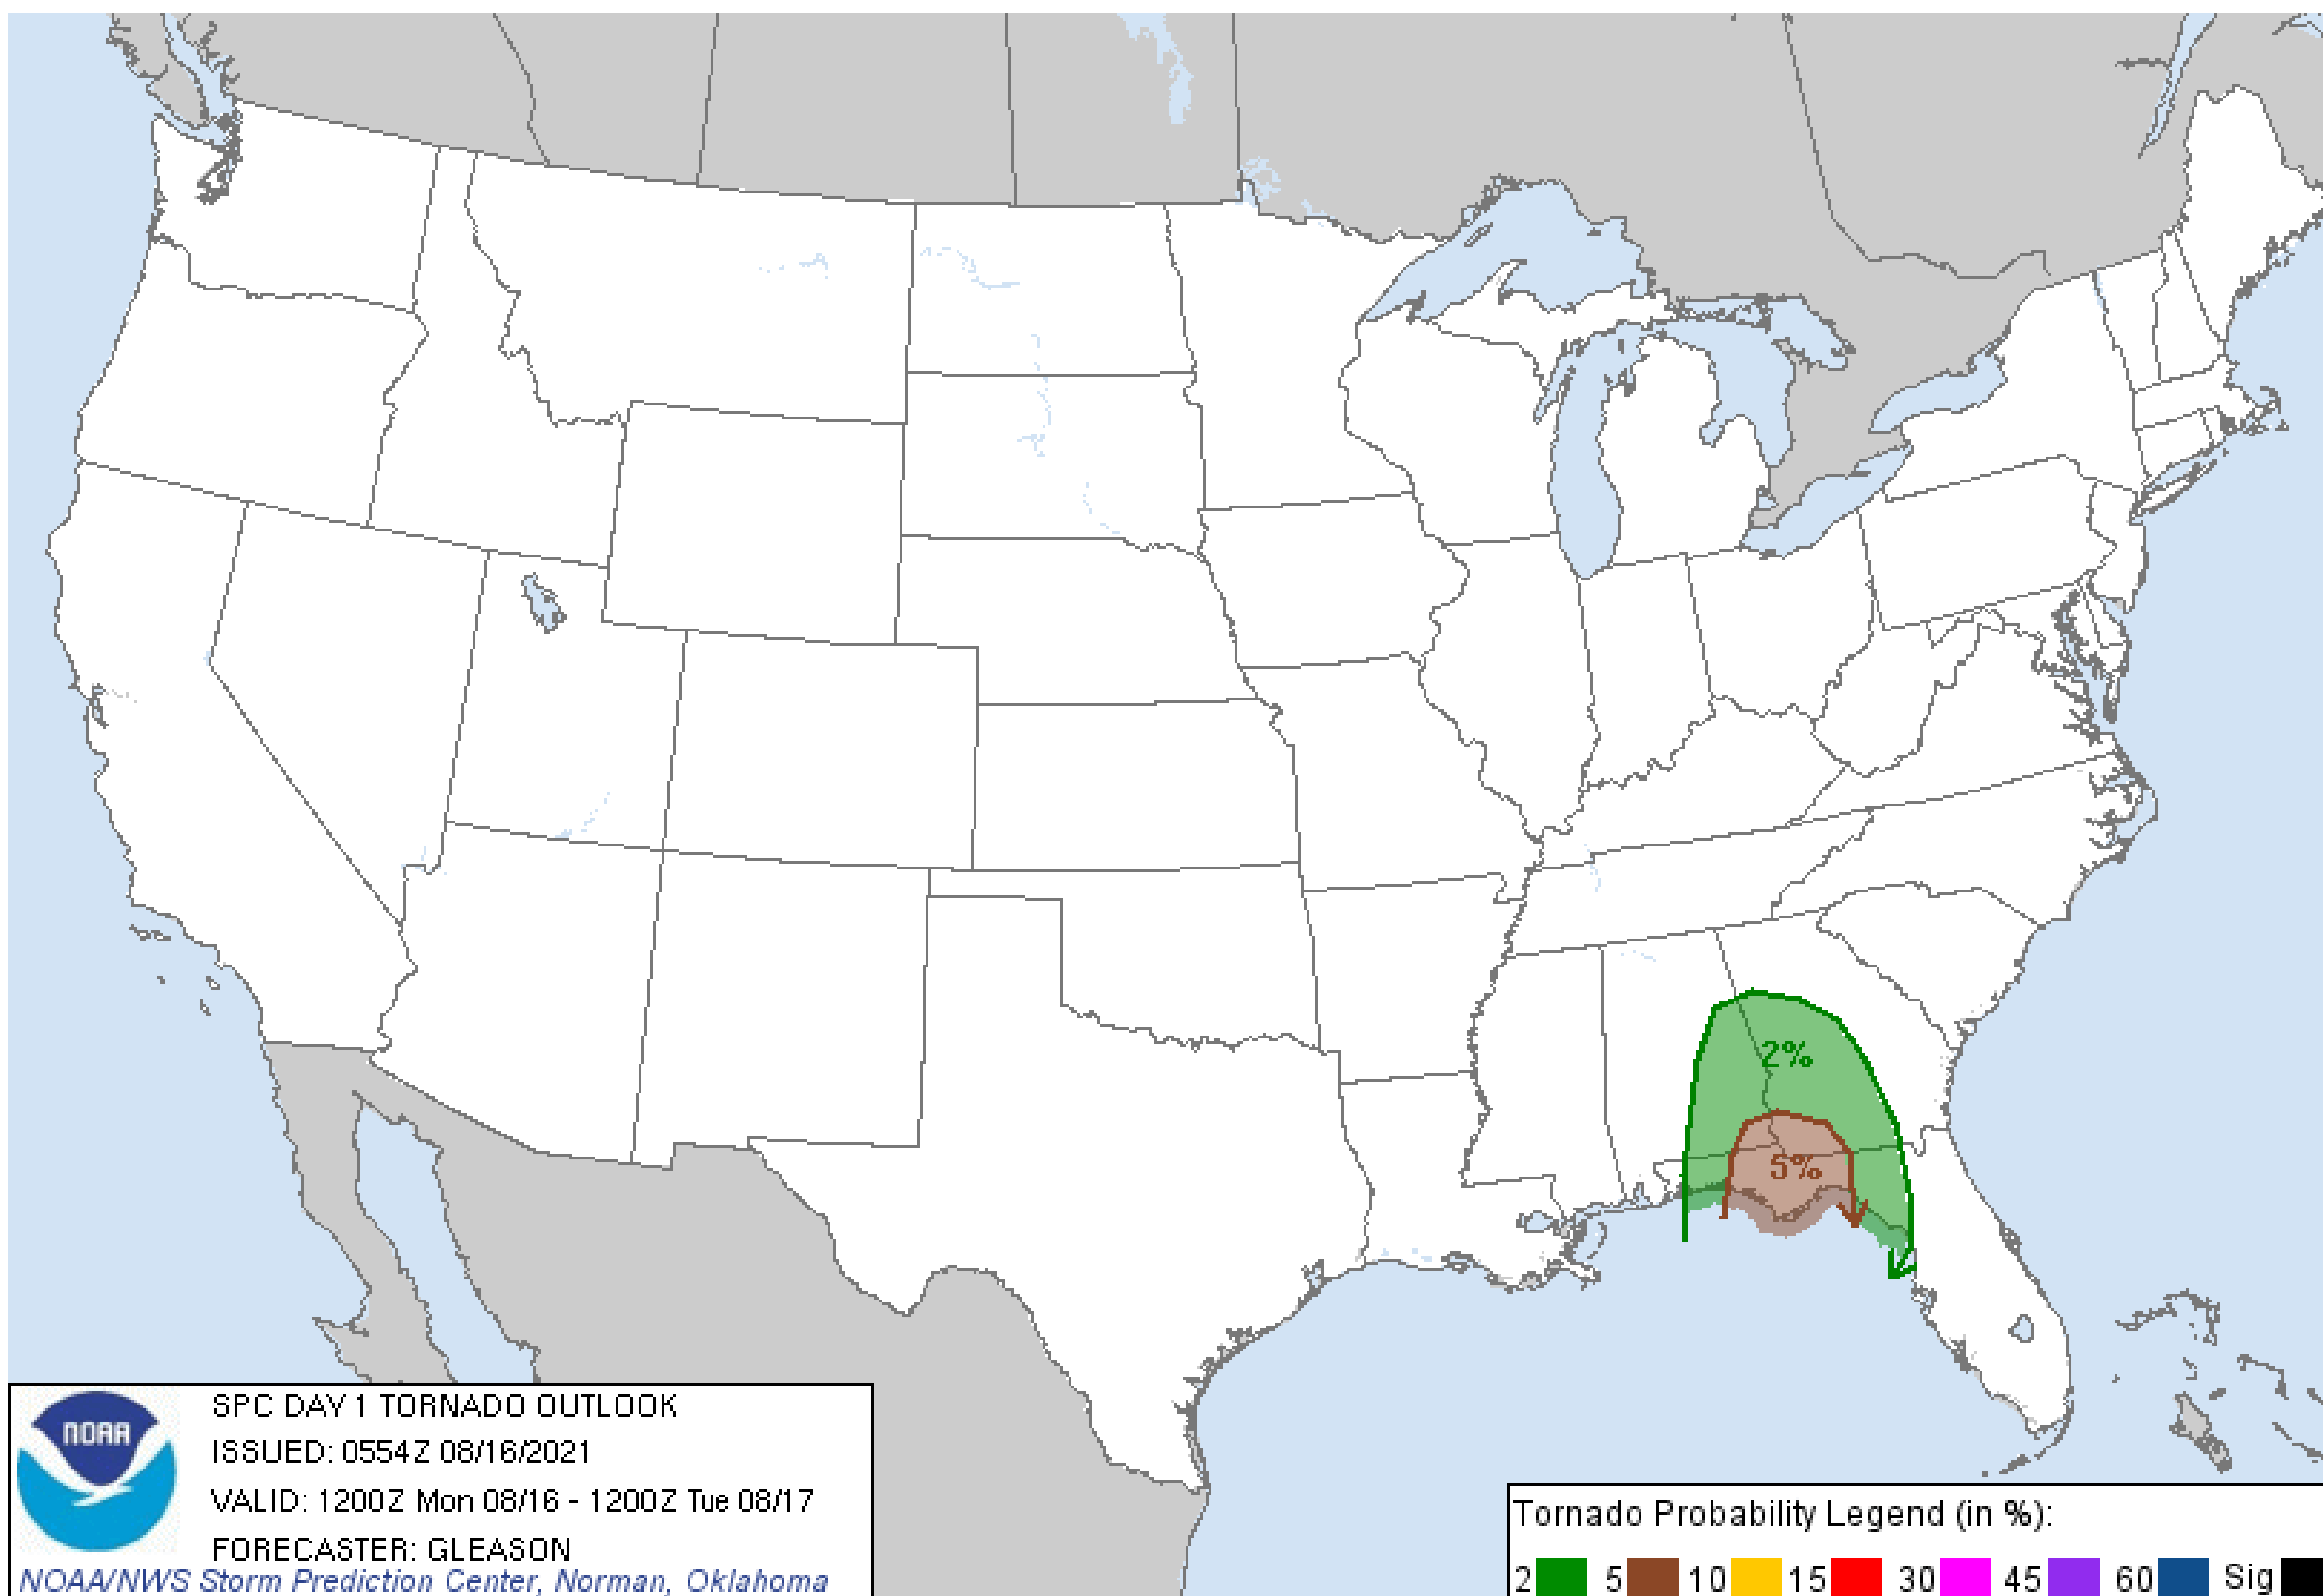 2%
5%
NOAA
SPC DAY 1 TORNADO OUTLOOK
ISSUED: 0554Z 08/16/2021
VALID: 1200Z Mon 08/16 - 1200Z Tue 08/17
FORECASTER: GLEASON
NOAA/NWS Storm Prediction Center, Norman, Oklahoma
Tornado Probability Legend (in %):
2 5 10 15 30 45 60 Sig